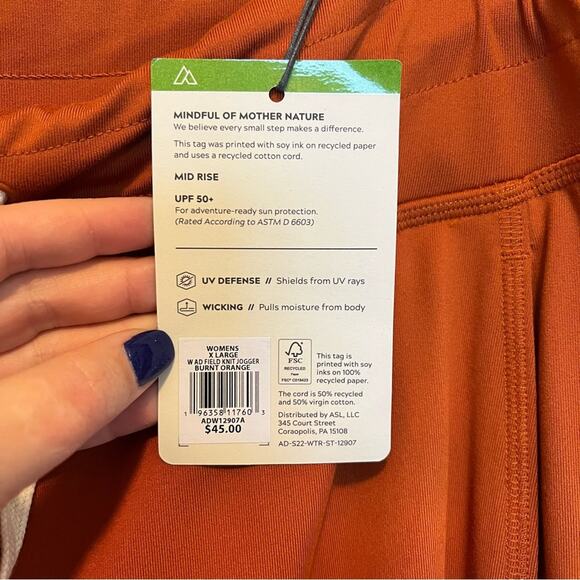 MINDFUL OF MOTHER NATURE
We believe every small step makes a difference.
This tag was printed with soy ink on recycled paper
and uses a recycled cotton cord.
MID RISE
UPF 50+
For adventure-ready sun protection.
(Rated According to ASTM D 6603)
UV DEFENSE // Shields from UV rays
WICKING // Pulls moisture from body
WOMENS
X LARGE
W AD FIELD KNIT JOGGER
BURNT ORANGE
1 96358 11760 3
ADW12907A
$45.00
FSC
RECYCLED
Paper
This tag is
printed with soy
inks on 100%
recycled paper.
The cord is 50% recycled
and 50% virgin cotton.
Distributed by ASL, LLC
345 Court Street
Coraopolis, PA 15108
AD-S22-WTR-ST-12907